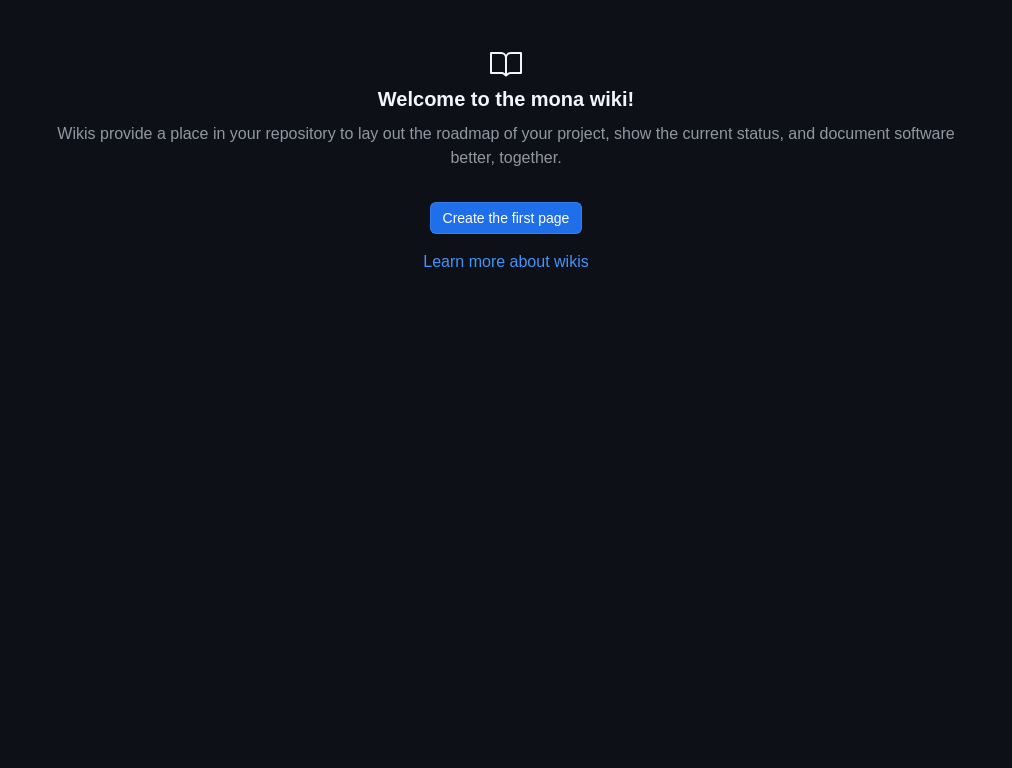 Welcome to the mona wiki!
Wikis provide a place in your repository to lay out the roadmap of your project, show the current status, and document software
better, together.
Create the first page
Learn more about wikis